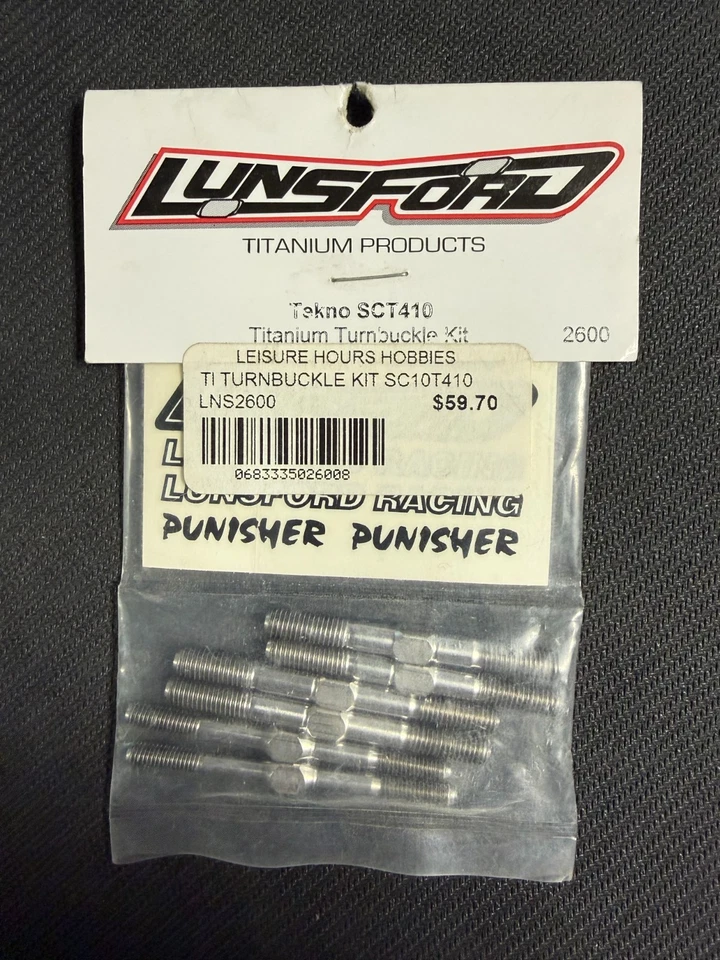 LUNSFORD
TITANIUM PRODUCTS
Tekno SCT410
Titanium Turnbuckle Kit 2600
LEISURE HOURS HOBBIES
TI TURNBUCKLE KIT SC10T410
LNS2600 $59.70
0683335026008
LUNSFORD RACING
PUNISHER PUNISHER